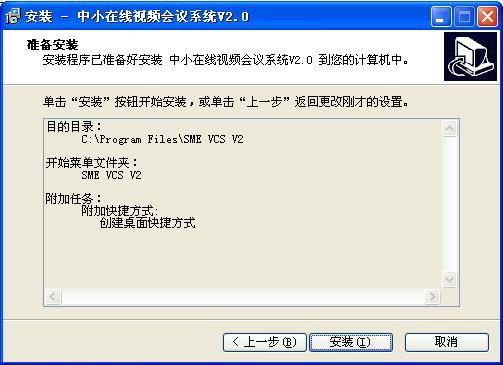 安装 - 中小在线视频会议系统V2.0
准备安装
安装程序已准备好安装 中小在线视频会议系统V2.0 到您的计算机中。
单击“安装”按钮开始安装,或单击“上一步”返回更改刚才的设置。
目的目录:
C:\Program Files\SME VCS V2
开始菜单文件夹:
SME VCS V2
附加任务:
附加快捷方式:
创建桌面快捷方式
< 上一步(B)
安装(I)
取消